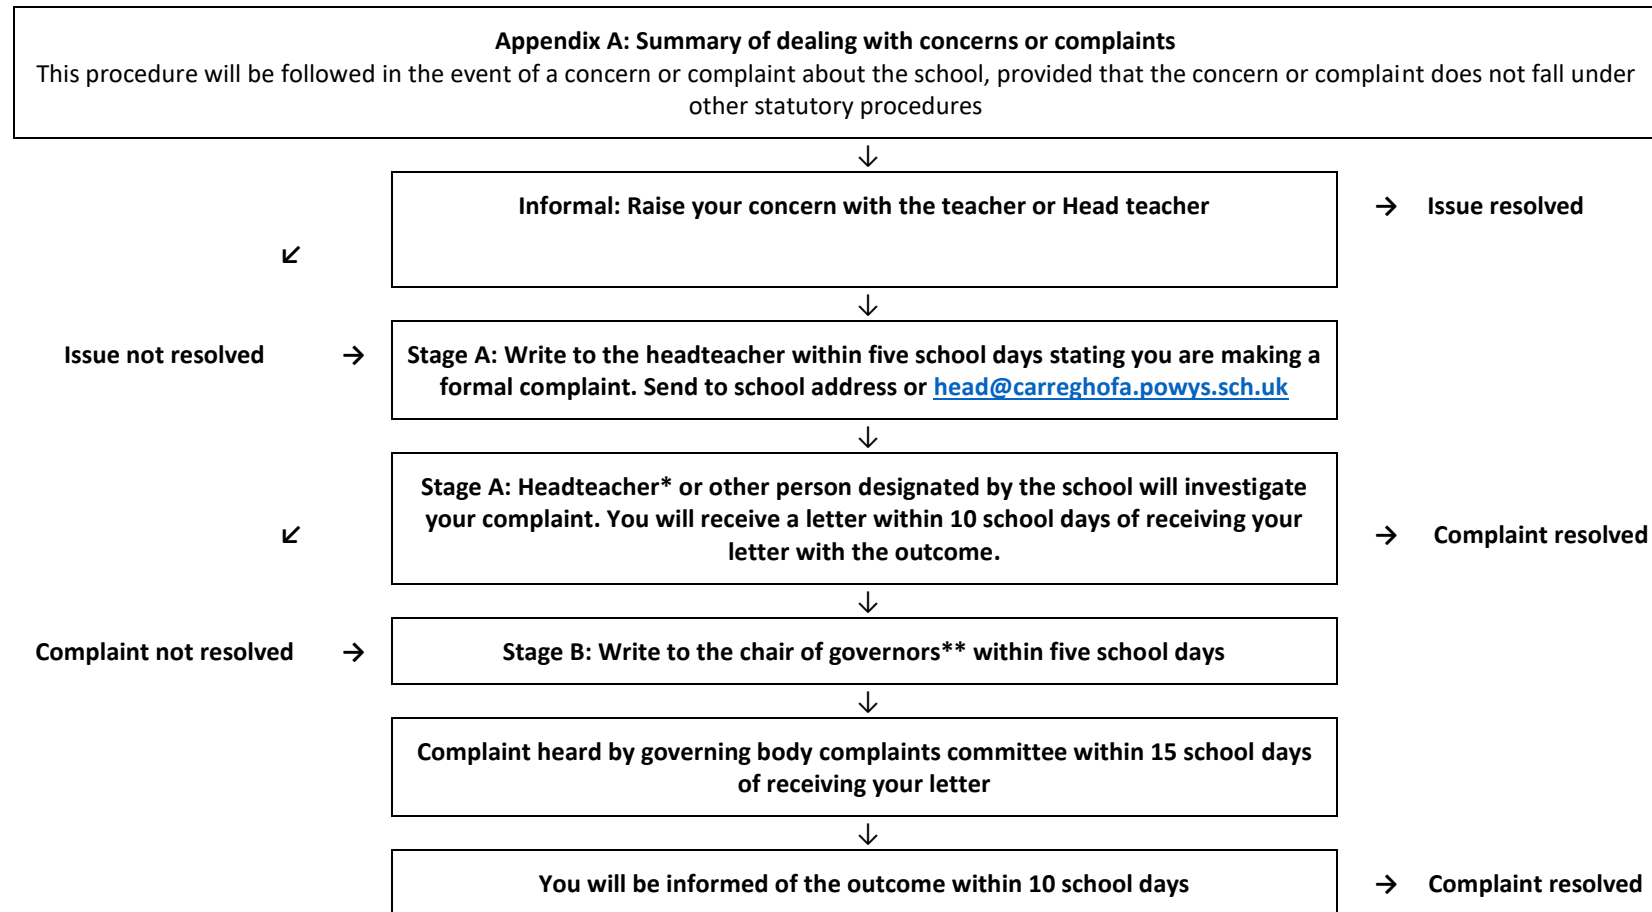 Appendix A: Summary of dealing with concerns or complaints
This procedure will be followed in the event of a concern or complaint about the school, provided that the concern or complaint does not fall under
other statutory procedures
↓
Informal: Raise your concern with the teacher or Head teacher
→ Issue resolved
↙
↓
Issue not resolved →
Stage A: Write to the headteacher within five school days stating you are making a
formal complaint. Send to school address or head@carreghofa.powys.sch.uk
↓
Stage A: Headteacher* or other person designated by the school will investigate
your complaint. You will receive a letter within 10 school days of receiving your
letter with the outcome.
↙
→ Complaint resolved
↓
Complaint not resolved →
Stage B: Write to the chair of governors** within five school days
↓
Complaint heard by governing body complaints committee within 15 school days
of receiving your letter
↓
You will be informed of the outcome within 10 school days
→ Complaint resolved